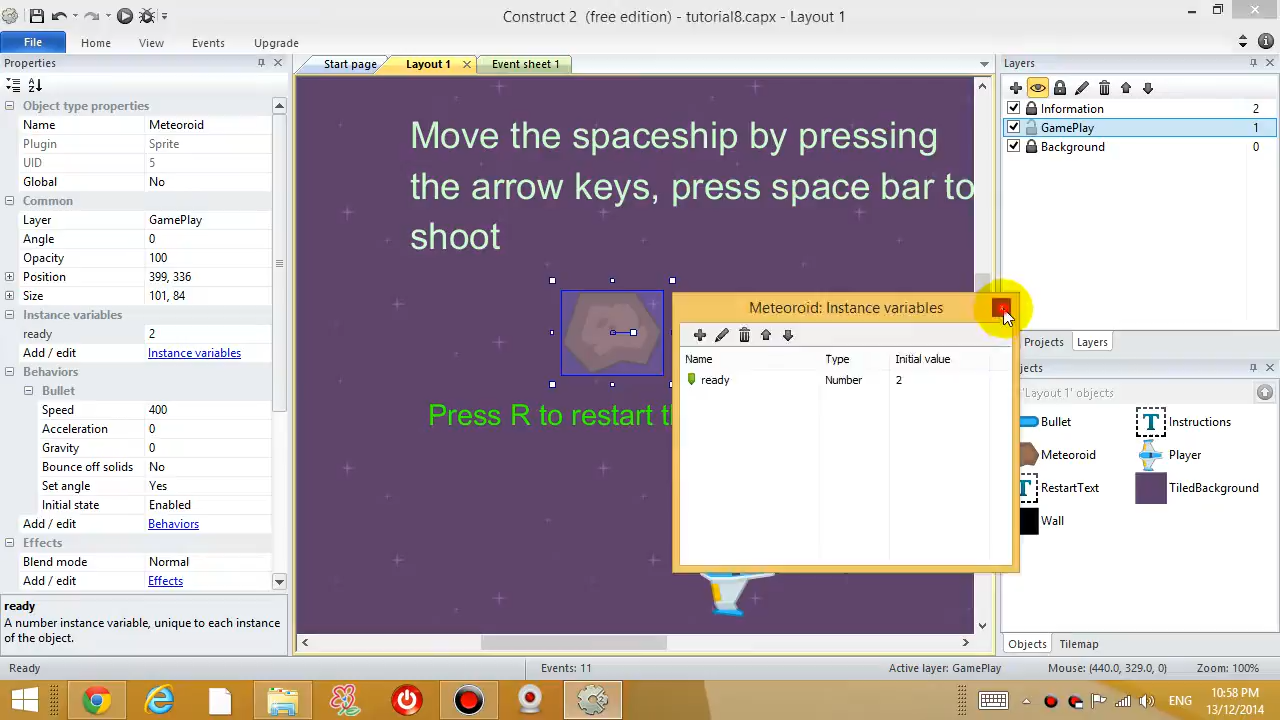 Construct 2 (free edition) - tutorial8.capx - Layout 1
File
Home
View
Events
Upgrade
Properties
Start page
Layout 1
Event sheet 1
Layers
Object type properties
Name Meteoroid
Plugin Sprite
UID 5
Global No
Common
Layer GamePlay
Angle 0
Opacity 100
Position 399, 336
Size 101, 84
Instance variables
ready 2
Add / edit Instance variables
Behaviors
Bullet
Speed 400
Acceleration 0
Gravity 0
Bounce off solids No
Set angle Yes
Initial state Enabled
Add / edit Behaviors
Effects
Blend mode Normal
Add / edit Effects
ready
A number instance variable, unique to each instance
of the object.
Move the spaceship by pressing
the arrow keys, press space bar to
shoot
Press R to restart t
Meteoroid: Instance variables
Name Type Initial value
ready Number 2
Information 2
GamePlay 1
Background 0
Projects
Layers
'Layout 1' objects
Bullet
Instructions
Meteoroid
Player
RestartText
TiledBackground
Wall
Objects
Tilemap
Ready
Events: 11
Active layer: GamePlay
Mouse: (440.0, 329.0, 0)
Zoom: 100%
ENG
10:58 PM
13/12/2014